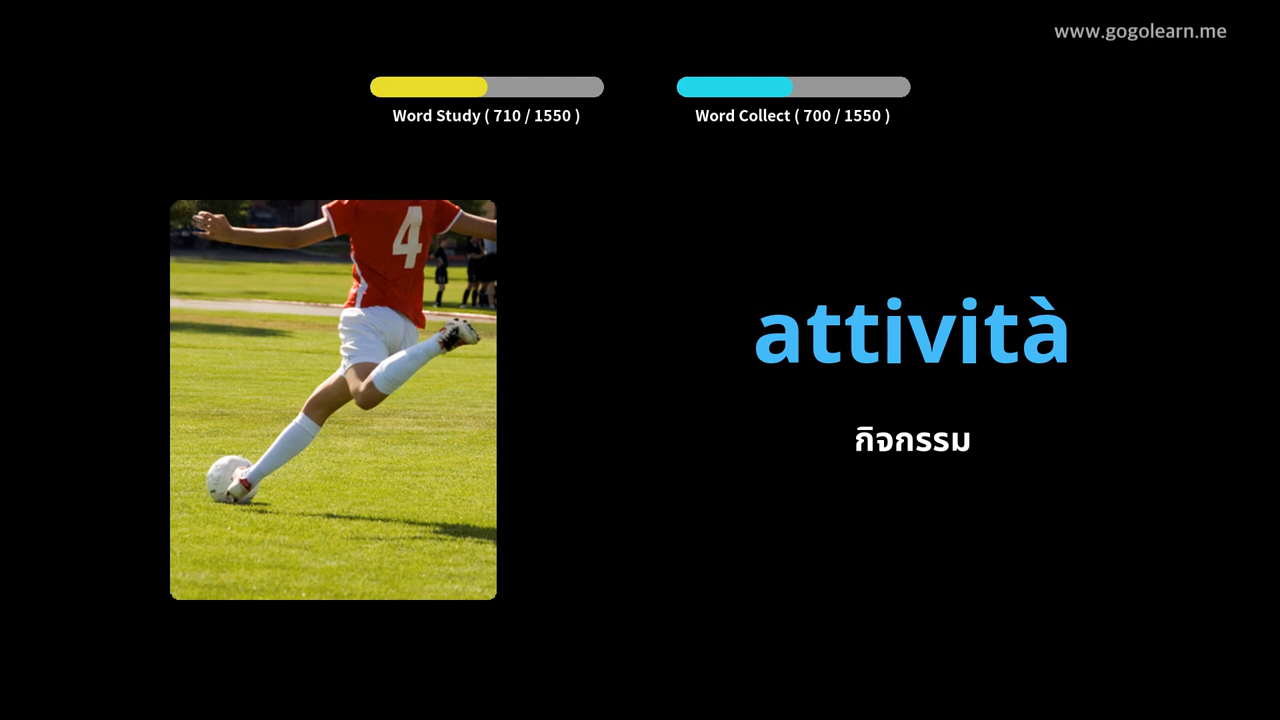 www.gogolearn.me
Word Study ( 710 / 1550 )
Word Collect ( 700 / 1550 )
4
attività
กิจกรรม